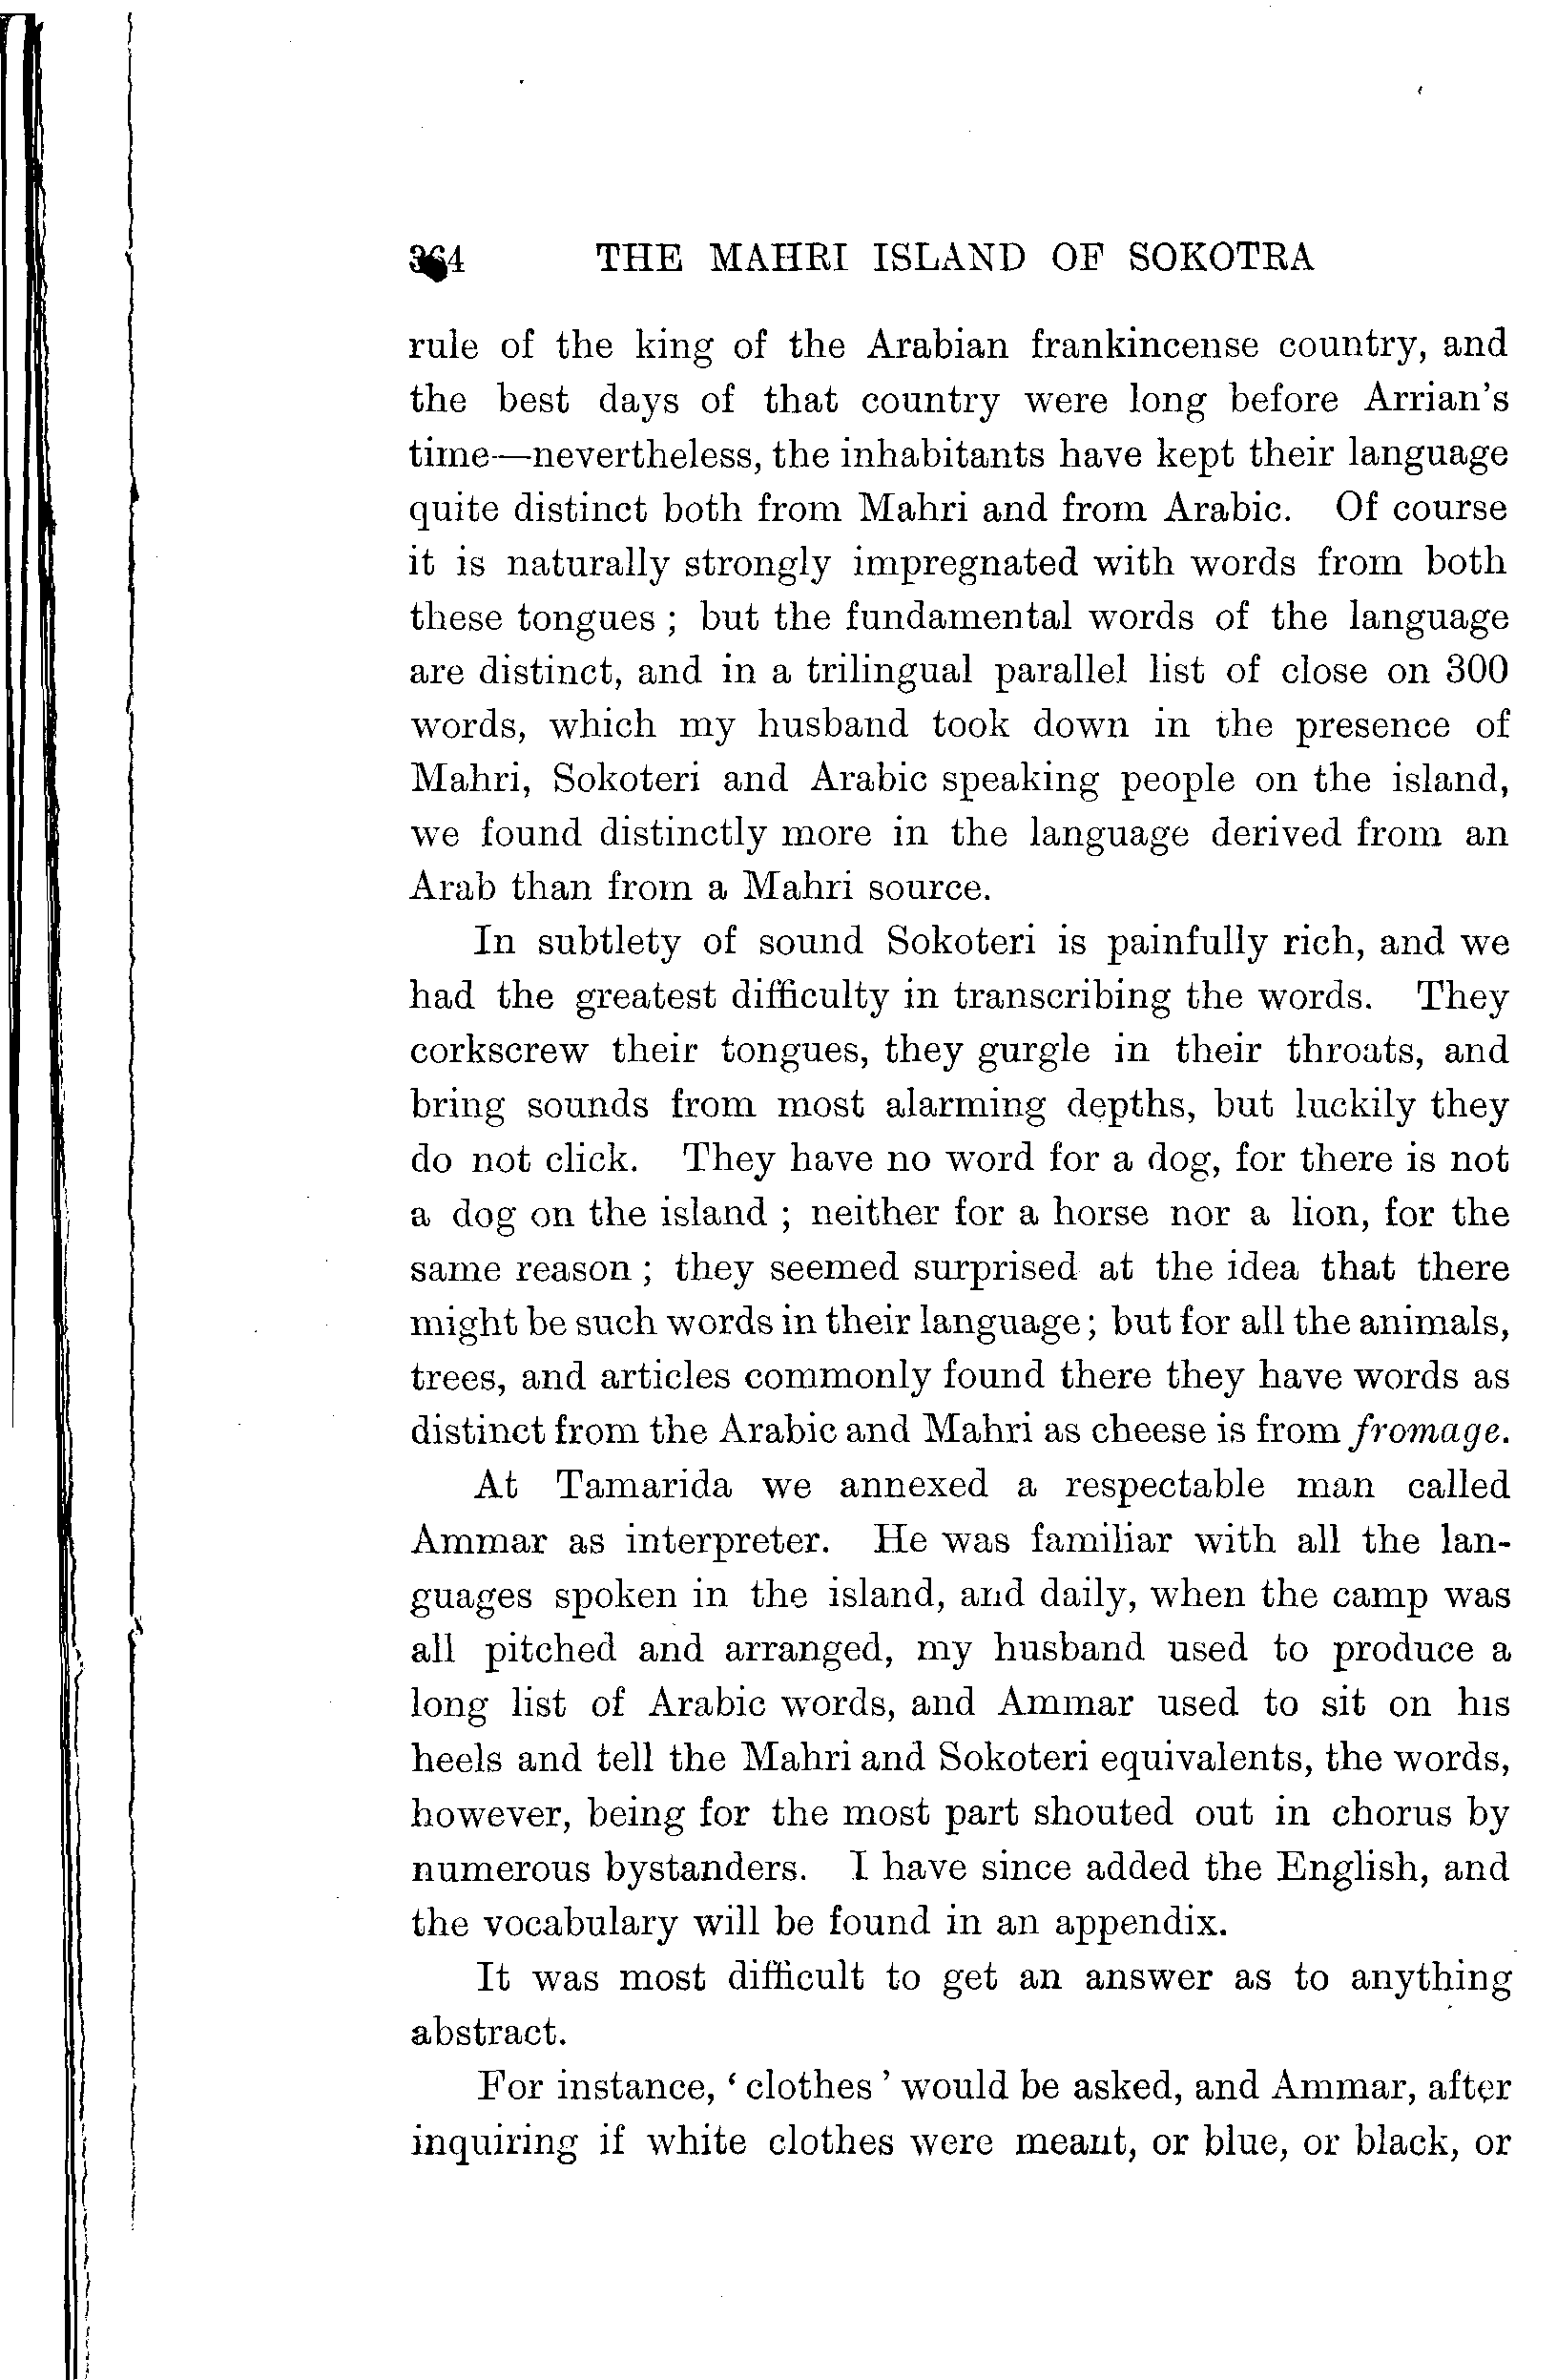 364 THE MAHRI ISLAND OF SOKOTRA
rule of the king of the Arabian frankincense country, and
the best days of that country were long before Arrian's
time—nevertheless, the inhabitants have kept their language
quite distinct both from Mahri and from Arabic. Of course
it is naturally strongly impregnated with words from both
these tongues ; but the fundamental words of the language
are distinct, and in a trilingual parallel list of close on 300
words, which my husband took down in the presence of
Mahri, Sokoteri and Arabic speaking people on the island,
we found distinctly more in the language derived from an
Arab than from a Mahri source.
In subtlety of sound Sokoteri is painfully rich, and we
had the greatest difficulty in transcribing the words. They
corkscrew their tongues, they gurgle in their throats, and
bring sounds from most alarming depths, but luckily they
do not click. They have no word for a dog, for there is not
a dog on the island ; neither for a horse nor a lion, for the
same reason ; they seemed surprised at the idea that there
might be such words in their language ; but for all the animals,
trees, and articles commonly found there they have words as
distinct from the Arabic and Mahri as cheese is from fromage.
At Tamarida we annexed a respectable man called
Ammar as interpreter. He was familiar with all the lan-
guages spoken in the island, and daily, when the camp was
all pitched and arranged, my husband used to produce a
long list of Arabic words, and Ammar used to sit on his
heels and tell the Mahri and Sokoteri equivalents, the words,
however, being for the most part shouted out in chorus by
numerous bystanders. I have since added the English, and
the vocabulary will be found in an appendix.
It was most difficult to get an answer as to anything
abstract.
For instance, ' clothes ' would be asked, and Ammar, after
inquiring if white clothes were meant, or blue, or black, or